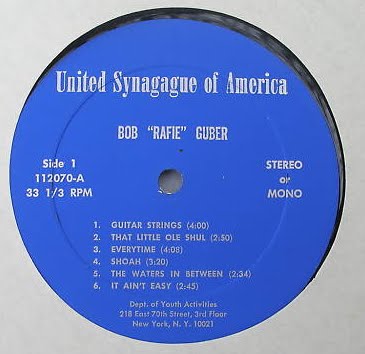 United Synagague of America
BOB "RAFIE" GUBER
Side 1
112070-A
33 1/3 RPM
STEREO
or
MONO
1. GUITAR STRINGS (4:00)
2. THAT LITTLE OLE SHUL (2:50)
3. EVERYTIME (4:08)
4. SHOAH (3:20)
5. THE WATERS IN BETWEEN (2:34)
6. IT AIN'T EASY (2:45)
Dept. of Youth Activities
218 East 70th Street, 3rd Floor
New York, N. Y. 10021